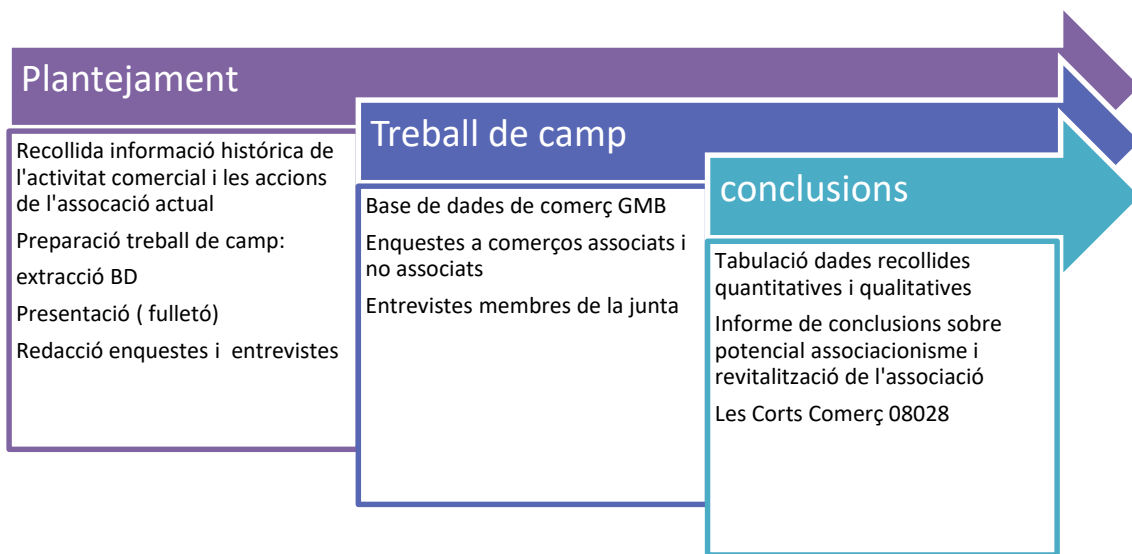 Plantejament
Recollida informació histórica de
l'activitat comercial i les accions
de l'assocació actual
Preparació treball de camp:
extracció BD
Presentació ( fulletó)
Redacció enquestes i entrevistes
Treball de camp
Base de dades de comerç GMB
Enquestes a comerços associats i
no associats
Entrevistes membres de la junta
conclusions
Tabulació dades recollides
quantitatives i qualitatives
Informe de conclusions sobre
potencial associacionisme i
revitalització de l'associació
Les Corts Comerç 08028